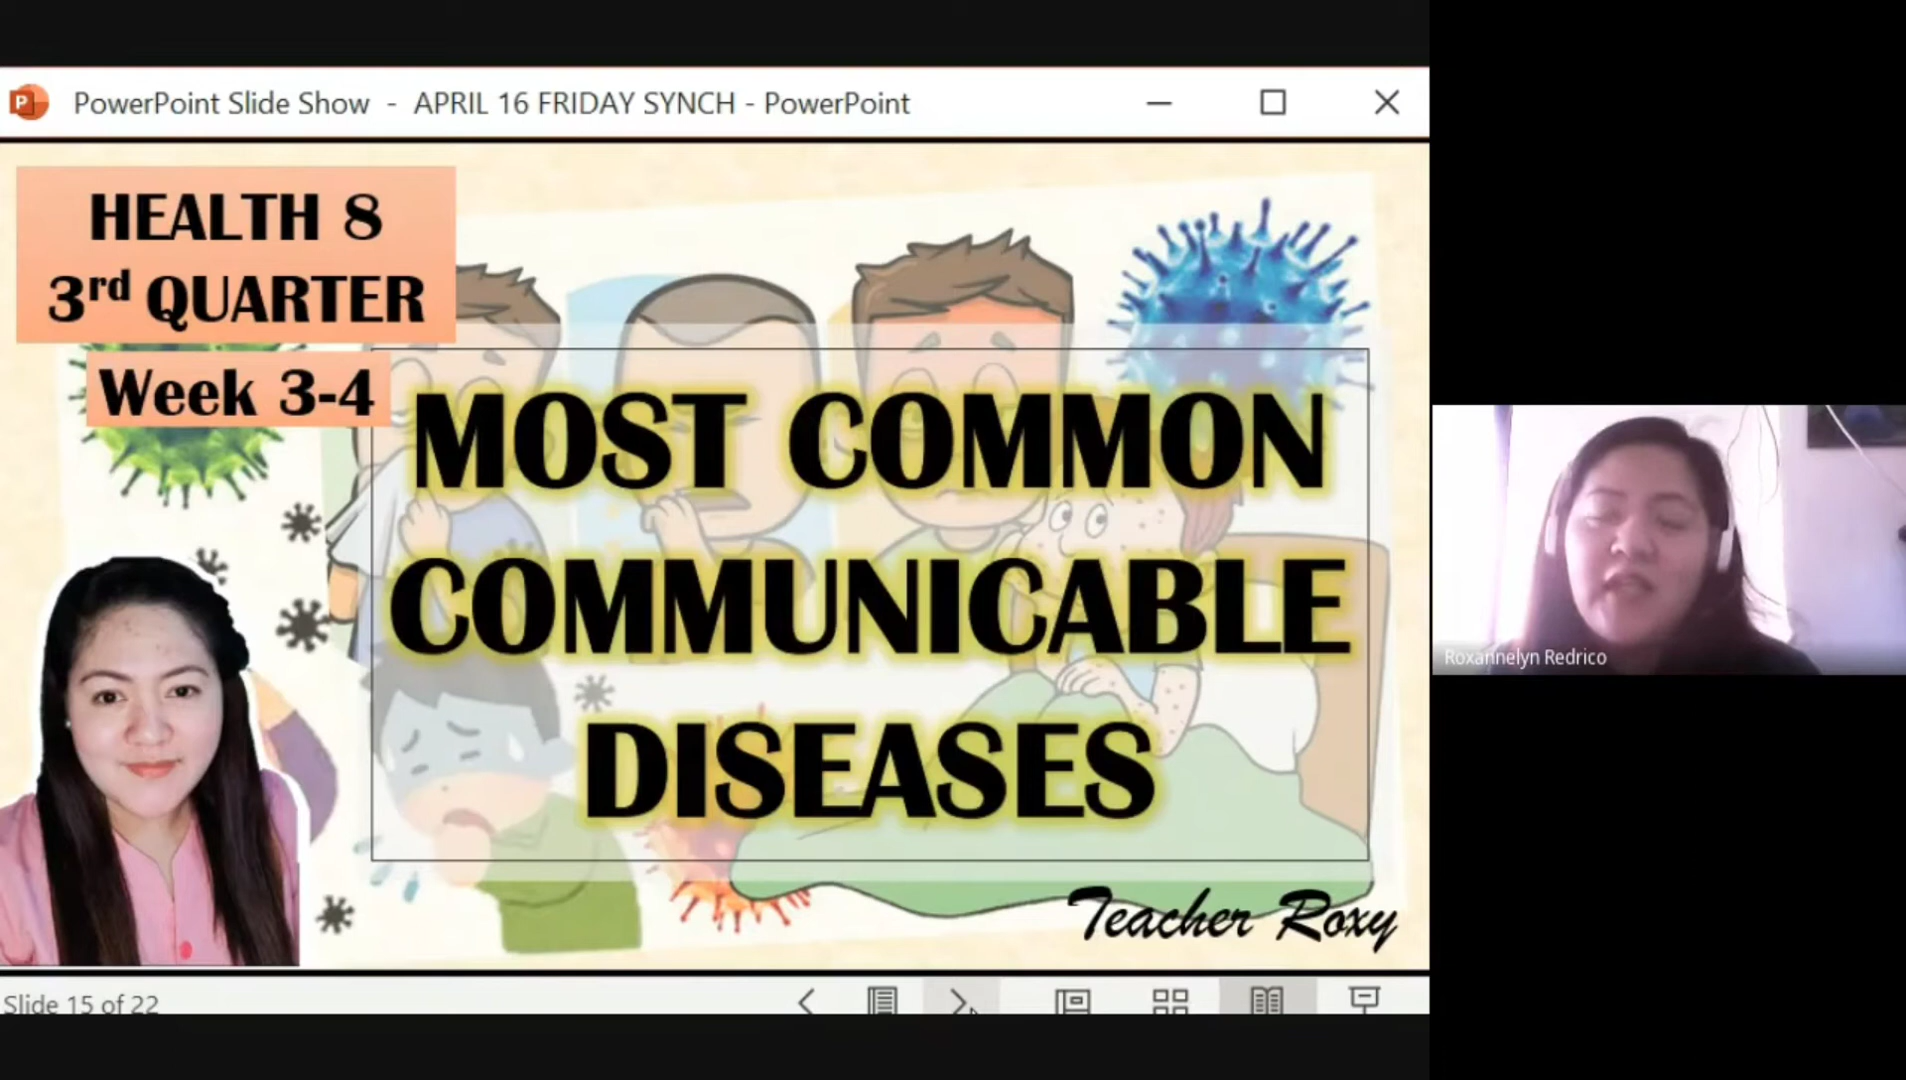 PowerPoint Slide Show - APRIL 16 FRIDAY SYNCH - PowerPoint
HEALTH 8
3rd QUARTER
Week 3-4
MOST COMMON
COMMUNICABLE
DISEASES
Teacher Roxy
Roxannelyn Redrico
Slide 15 of 22